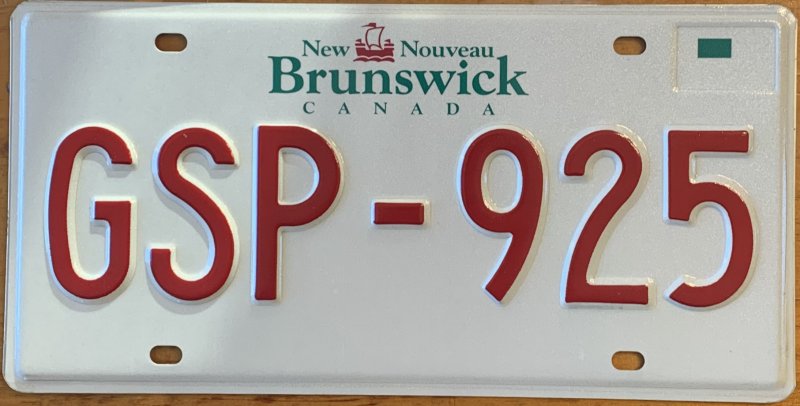 New Nouveau
Brunswick
CANADA
GSP-925